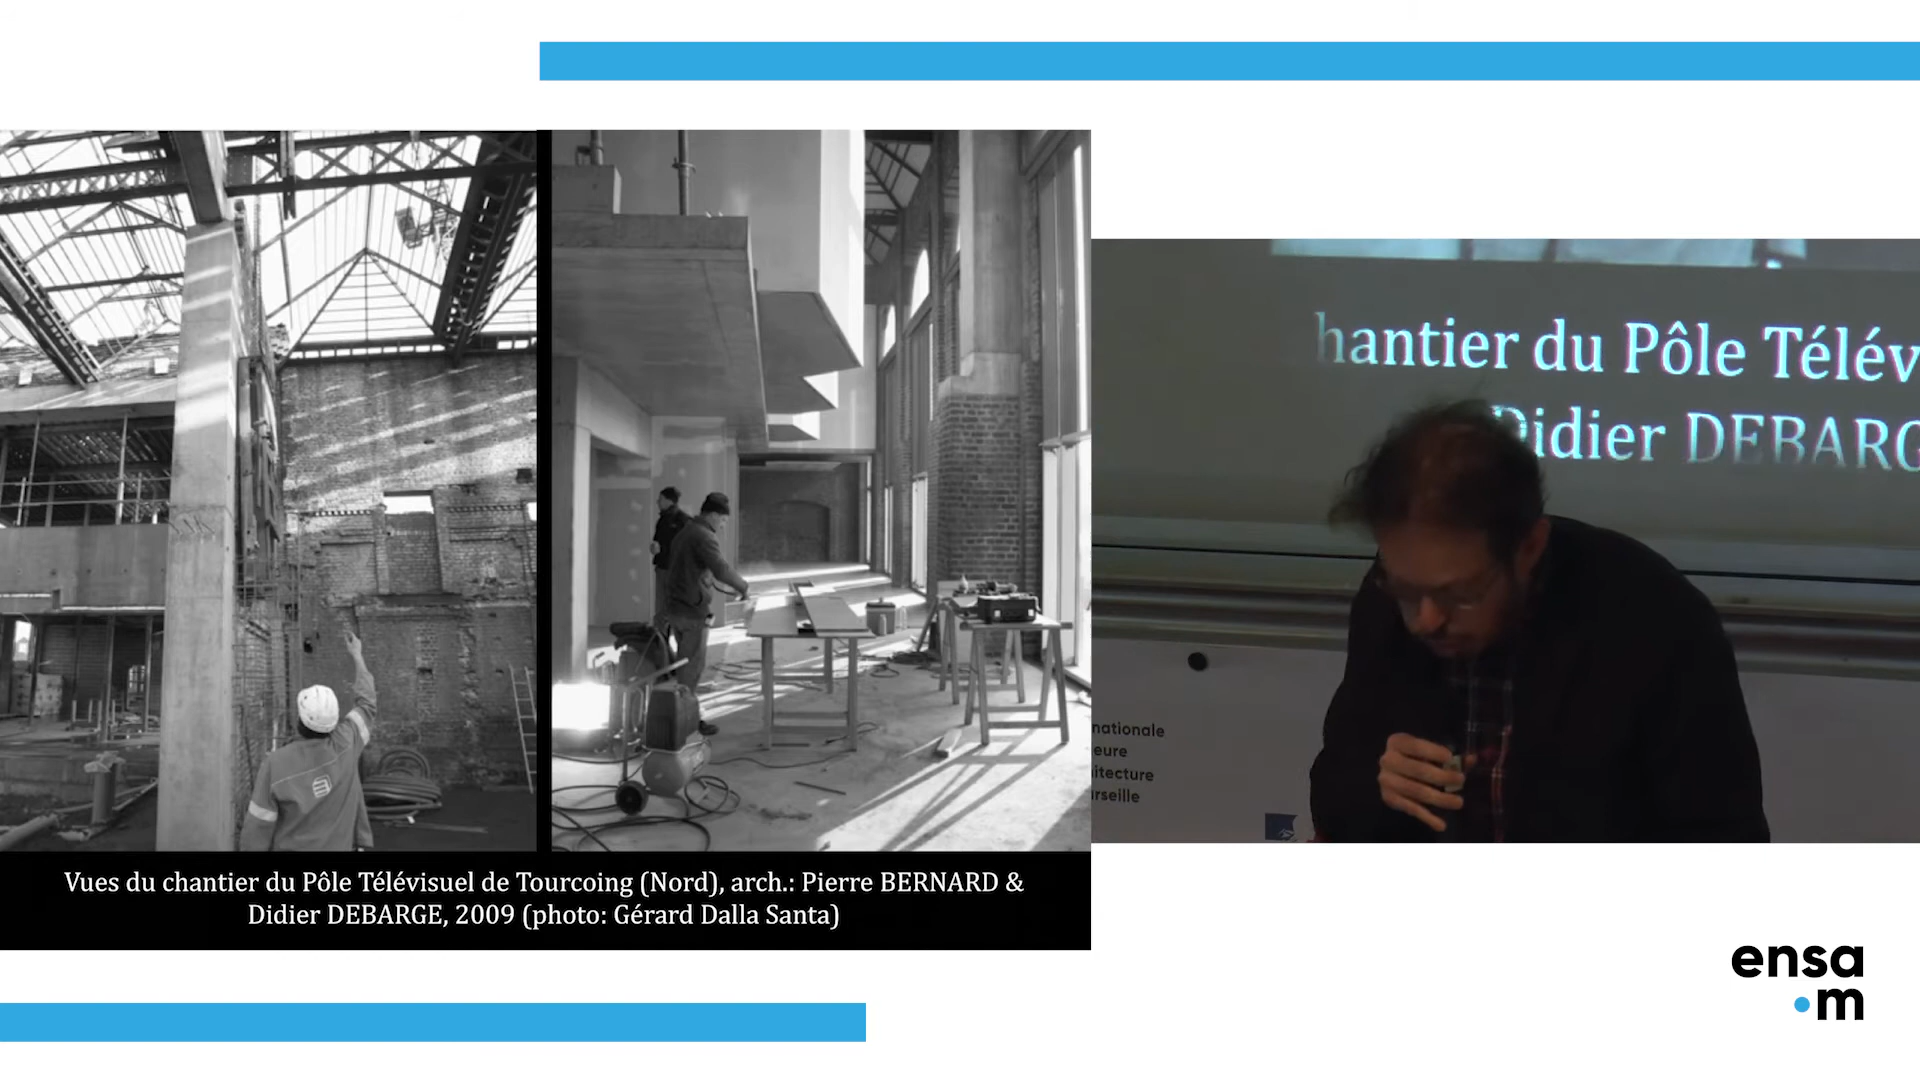 Vues du chantier du Pôle Télévisuel de Tourcoing (Nord), arch.: Pierre BERNARD &
Didier DEBARGE, 2009 (photo: Gérard Dalla Santa)
hantier du Pôle Télév
Didier DEBARG
nationale
eure
itecture
rseille
ensa
•m